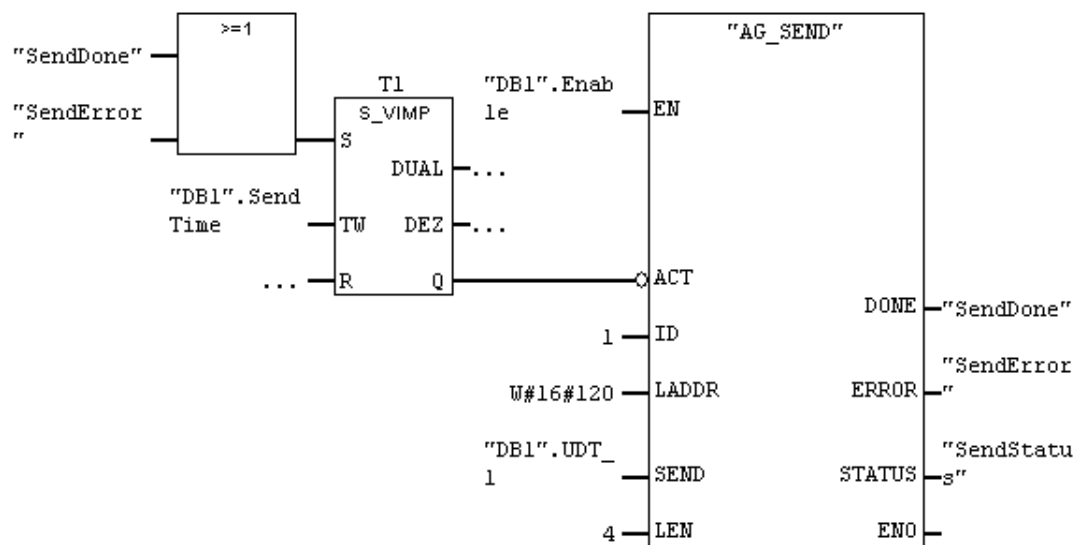 >=1
"SendDone"
"SendError
"
T1
S_VIMP
S
DUAL
...
"DB1".Send
Time
TW
DEZ
...
...
R
Q
"AG_SEND"
"DB1".Enab
le
EN
ACT
DONE
"SendDone"
1
ID
"SendError
"
W#16#120
LADDR
ERROR
"DB1".UDT_
1
SEND
"SendStatu
s"
STATUS
4
LEN
ENO